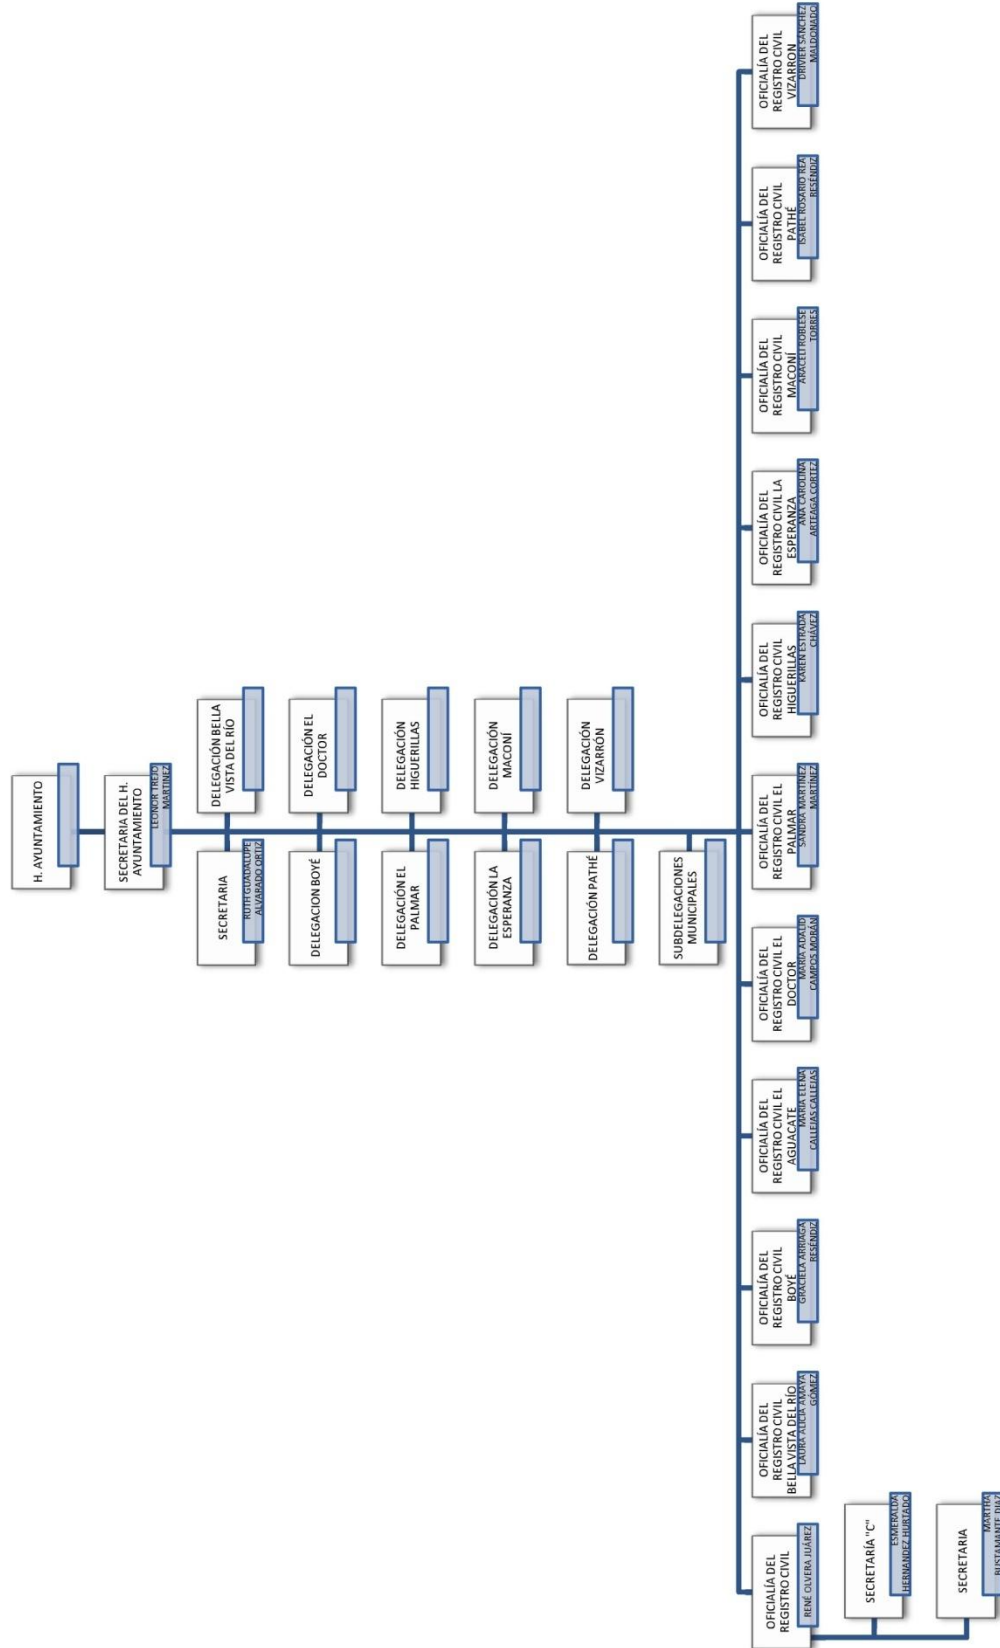 H. AYUNTAMIENTO
SECRETARIA DEL H.
AYUNTAMIENTO
LEONOR TREJO
MARTINEZ
SECRETARIA
RUTH GUADALUPE
ALVARADO ORTIZ
DELEGACIÓN BELLA
VISTA DEL RÍO
DELEGACION BOYÉ
DELEGACIÓN EL
DOCTOR
DELEGACIÓN EL
PALMAR
DELEGACIÓN
HIGUERILLAS
DELEGACIÓN LA
ESPERANZA
DELEGACIÓN
MACONÍ
DELEGACIÓN PATHÉ
DELEGACIÓN
VIZARRÓN
SUBDELEGACIONES
MUNICIPALES
OFICIALÍA DEL
REGISTRO CIVIL
RENÉ OLVERA JUÁREZ
SECRETARÍA "C"
ESMERALDA
HERNANDEZ HURTADO
SECRETARIA
MARTHA
BUSTAMANTE DIAZ
OFICIALÍA DEL
REGISTRO CIVIL
BELLA VISTA DEL RÍO
LAURA ALICIA AMAYA
GÓMEZ
OFICIALÍA DEL
REGISTRO CIVIL
BOYÉ
GRACIELA ARRIAGA
RESÉNDIZ
OFICIALÍA DEL
REGISTRO CIVIL EL
AGUACATE
MARIA ELENA
CALLEJAS CALLEJAS
OFICIALÍA DEL
REGISTRO CIVIL EL
DOCTOR
MARIA ADALID
CAMPOS MORÁN
OFICIALÍA DEL
REGISTRO CIVIL EL
PALMAR
SANDRA MARTÍNEZ
MARTÍNEZ
OFICIALÍA DEL
REGISTRO CIVIL
HIGUERILLAS
KAREN ESTRADA
CHÁVEZ
OFICIALÍA DEL
REGISTRO CIVIL LA
ESPERANZA
ANA CAROLINA
ARTEAGA CORTEZ
OFICIALÍA DEL
REGISTRO CIVIL
MACONÍ
ARACELI ROBLESE
TORRES
OFICIALÍA DEL
REGISTRO CIVIL
PATHÉ
ISABEL ROSARIO REA
RESÉNDIZ
OFICIALÍA DEL
REGISTRO CIVIL
VIZARRON
DRIVIER SÁNCHEZ
MALDONADO